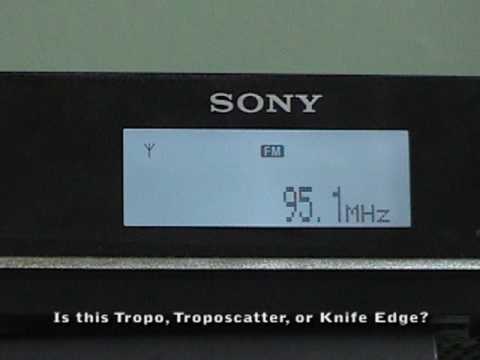 SONY
FM
95.1MHz
Is this Tropo, Troposcatter, or Knife Edge?